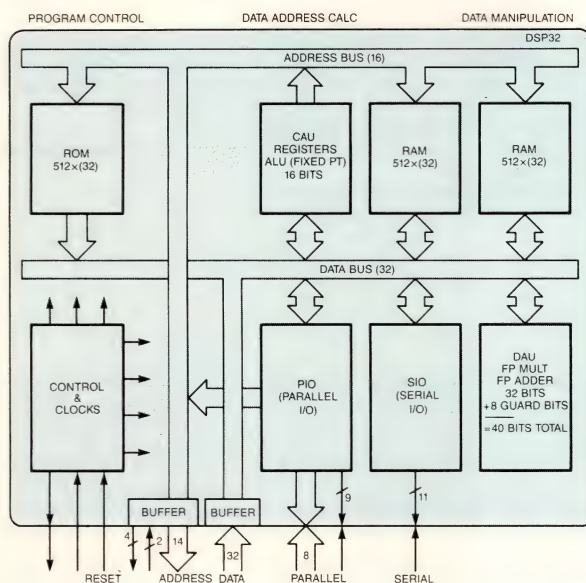 PROGRAM CONTROL
DATA ADDRESS CALC
DATA MANIPULATION
DSP32
ADDRESS BUS (16)
ROM
512×(32)
CAU
REGISTERS
ALU (FIXED PT)
16 BITS
RAM
512×(32)
RAM
512×(32)
DATA BUS (32)
CONTROL
&
CLOCKS
PIO
(PARALLEL
I/O)
SIO
(SERIAL
I/O)
DAU
FP MULT
FP ADDER
32 BITS
+8 GUARD BITS
=40 BITS TOTAL
BUFFER
BUFFER
9
11
4
2
14
32
8
RESET
ADDRESS
DATA
PARALLEL
SERIAL